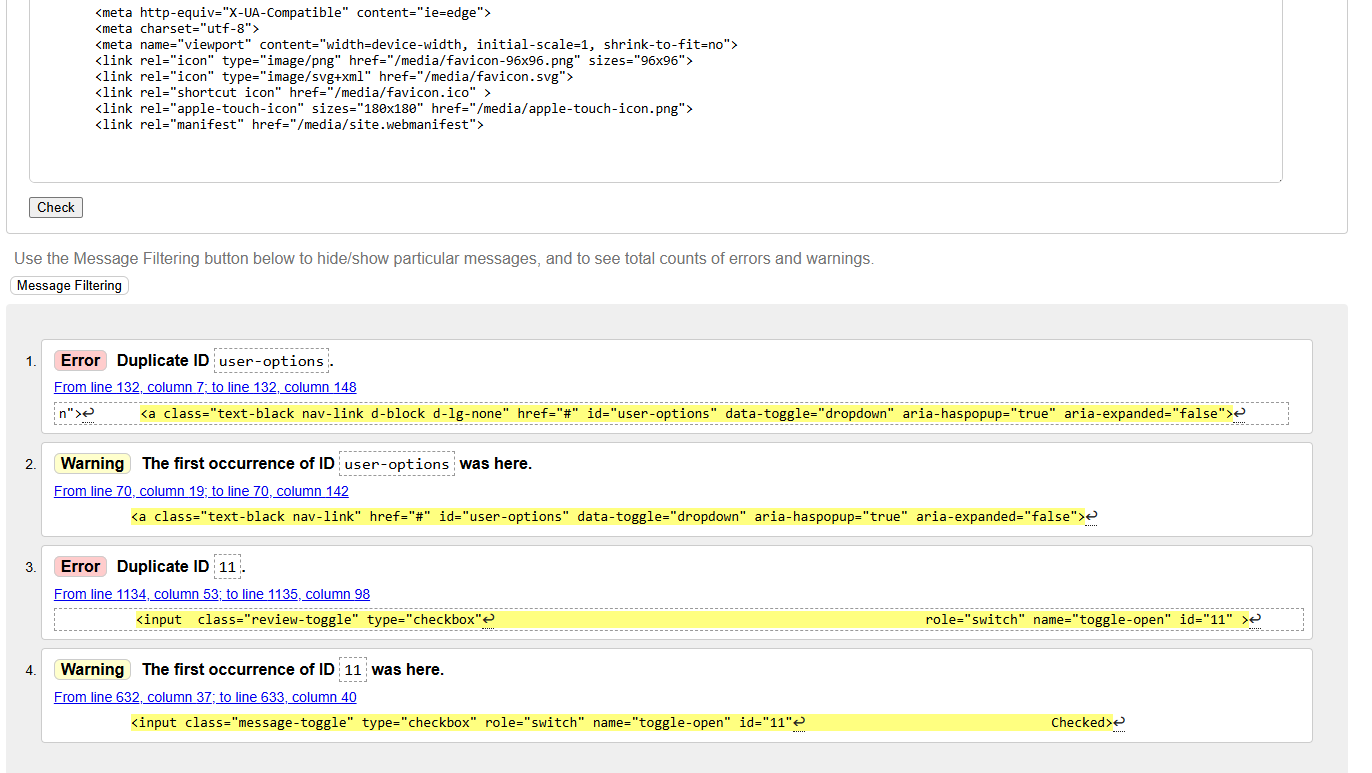 <meta http-equiv="X-UA-Compatible" content="ie=edge">
<meta charset="utf-8">
<meta name="viewport" content="width=device-width, initial-scale=1, shrink-to-fit=no">
<link rel="icon" type="image/png" href="/media/favicon-96x96.png" sizes="96x96">
<link rel="icon" type="image/svg+xml" href="/media/favicon.svg">
<link rel="shortcut icon" href="/media/favicon.ico" >
<link rel="apple-touch-icon" sizes="180x180" href="/media/apple-touch-icon.png">
<link rel="manifest" href="/media/site.webmanifest">
Check
Use the Message Filtering button below to hide/show particular messages, and to see total counts of errors and warnings.
Message Filtering
1. Error Duplicate ID user-options.
From line 132, column 7; to line 132, column 148
n">↩ <a class="text-black nav-link d-block d-lg-none" href="#" id="user-options" data-toggle="dropdown" aria-haspopup="true" aria-expanded="false">↩
2. Warning The first occurrence of ID user-options was here.
From line 70, column 19; to line 70, column 142
<a class="text-black nav-link" href="#" id="user-options" data-toggle="dropdown" aria-haspopup="true" aria-expanded="false">↩
3. Error Duplicate ID 11.
From line 1134, column 53; to line 1135, column 98
<input  class="review-toggle" type="checkbox"↩ role="switch" name="toggle-open" id="11" >↩
4. Warning The first occurrence of ID 11 was here.
From line 632, column 37; to line 633, column 40
<input class="message-toggle" type="checkbox" role="switch" name="toggle-open" id="11"↩ Checked>↩